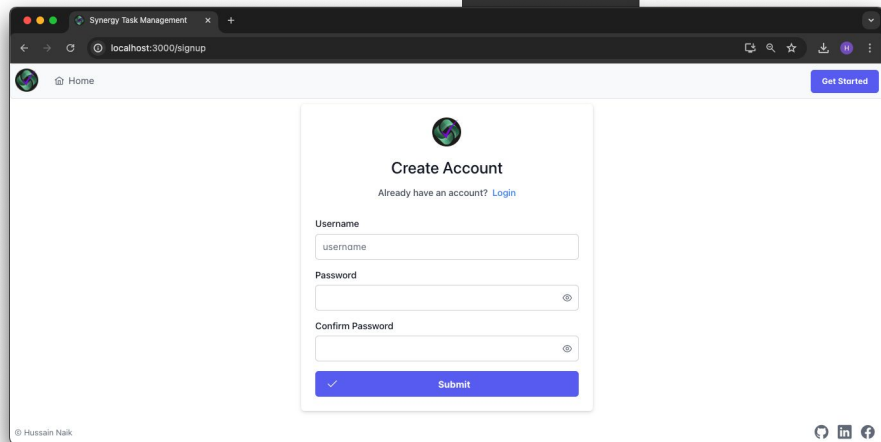 Synergy Task Management
localhost:3000/signup
H
Home
Get Started
Create Account
Already have an account? Login
Username
username
Password
Confirm Password
Submit
© Hussain Naik